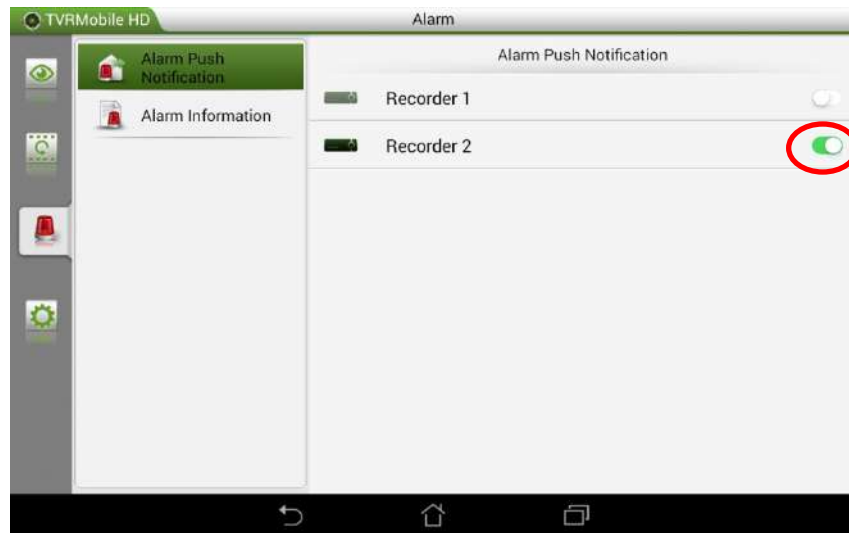 TVRMobile HD
Alarm
Alarm Push
Notification
Alarm Information
Alarm Push Notification
Recorder 1
Recorder 2